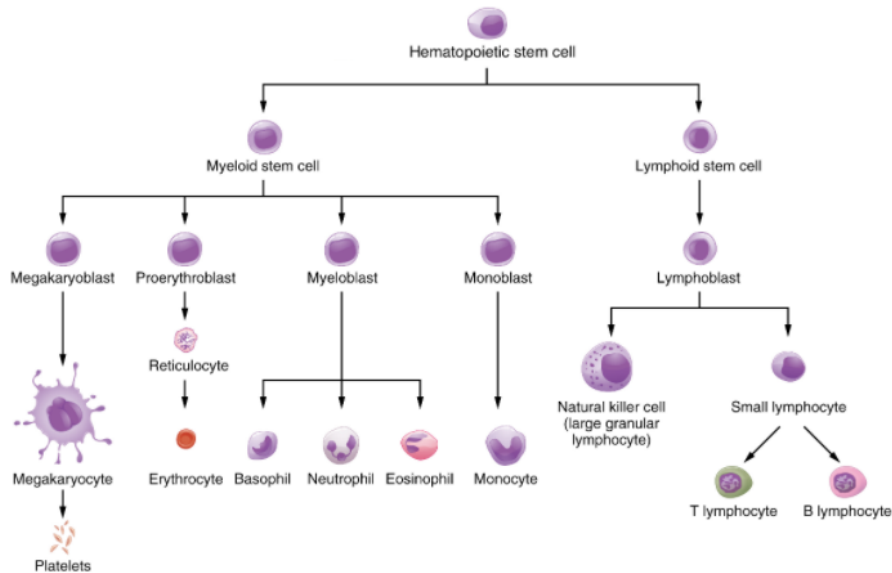 Hematopoietic stem cell
Myeloid stem cell
Lymphoid stem cell
Megakaryoblast
Proerythroblast
Myeloblast
Monoblast
Lymphoblast
Reticulocyte
Natural killer cell
(large granular
lymphocyte)
Small lymphocyte
Megakaryocyte
Erythrocyte
Basophil
Neutrophil
Eosinophil
Monocyte
T lymphocyte
B lymphocyte
Platelets